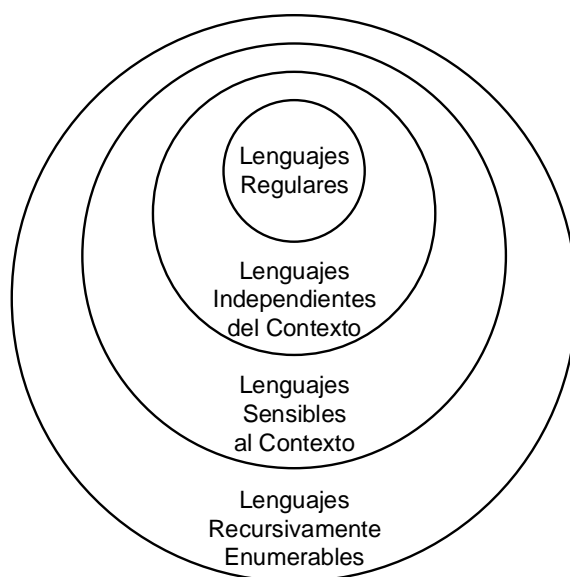 Lenguajes
Regulares
Lenguajes
Independientes
del Contexto
Lenguajes
Sensibles
al Contexto
Lenguajes
Recursivamente
Enumerables